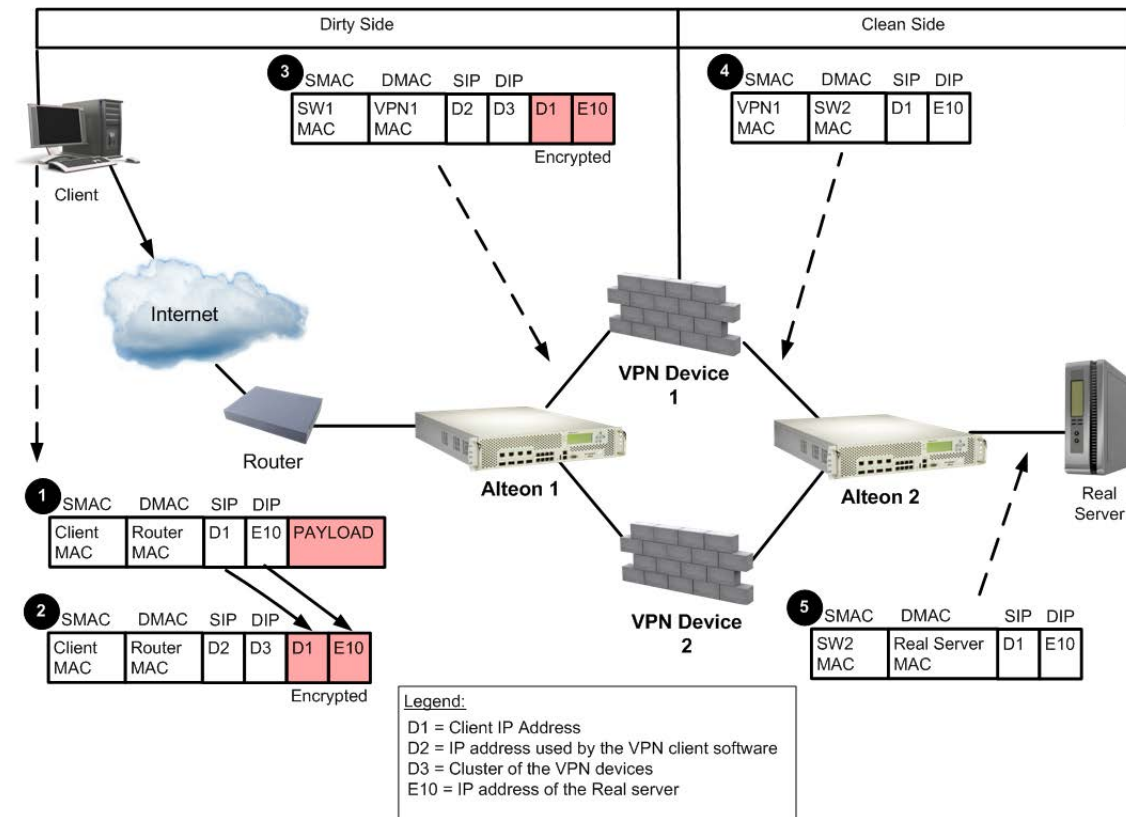 Dirty Side
Clean Side
3
SMAC DMAC SIP DIP
SW1 MAC VPN1 MAC D2 D3 D1 E10
Encrypted
4
SMAC DMAC SIP DIP
VPN1 MAC SW2 MAC D1 E10
Client
Internet
Router
Alteon 1
VPN Device 1
Alteon 2
Real Server
VPN Device 2
1
SMAC DMAC SIP DIP
Client MAC Router MAC D1 E10 PAYLOAD
2
SMAC DMAC SIP DIP
Client MAC Router MAC D2 D3 D1 E10
Encrypted
5
SMAC DMAC SIP DIP
SW2 MAC Real Server MAC D1 E10
Legend:
D1 = Client IP Address
D2 = IP address used by the VPN client software
D3 = Cluster of the VPN devices
E10 = IP address of the Real server